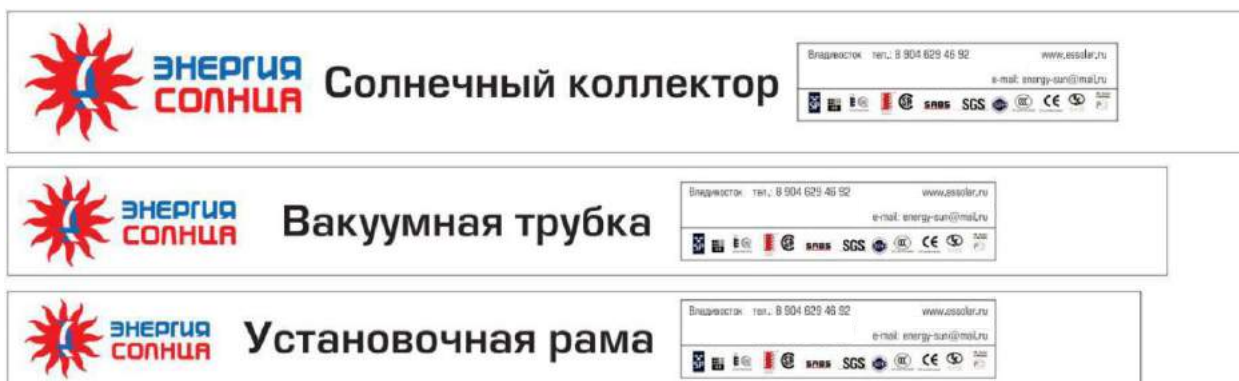 ЭНЕРГИЯ
СОЛНЦА
Солнечный коллектор
Владивосток тел.: 8 904 629 46 92 www.essolar.ru
e-mail: energy-sun@mail.ru
SABS SGS CCC CE
ЭНЕРГИЯ
СОЛНЦА
Вакуумная трубка
Владивосток тел.: 8 904 629 46 92 www.essolar.ru
e-mail: energy-sun@mail.ru
SABS SGS CCC CE
ЭНЕРГИЯ
СОЛНЦА
Установочная рама
Владивосток тел.: 8 904 629 46 92 www.essolar.ru
e-mail: energy-sun@mail.ru
SABS SGS CCC CE